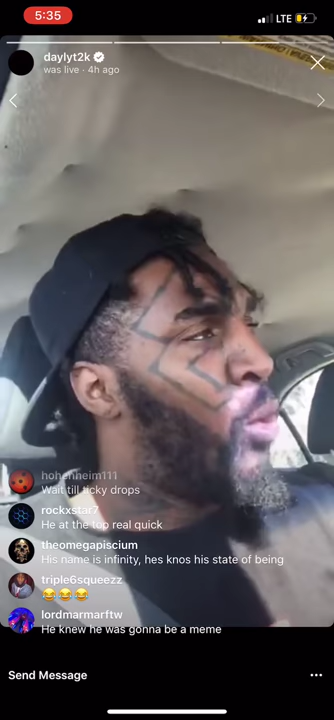 5:35
LTE
daylyt2k
was live · 4h ago
hohenheim111
Wait till ticky drops
rockxstar7
He at the top real quick
theomegapiscium
His name is infinity, hes knos his state of being
triple6squeezz
😂😂😂
lordmarmarftw
He knew he was gonna be a meme
Send Message